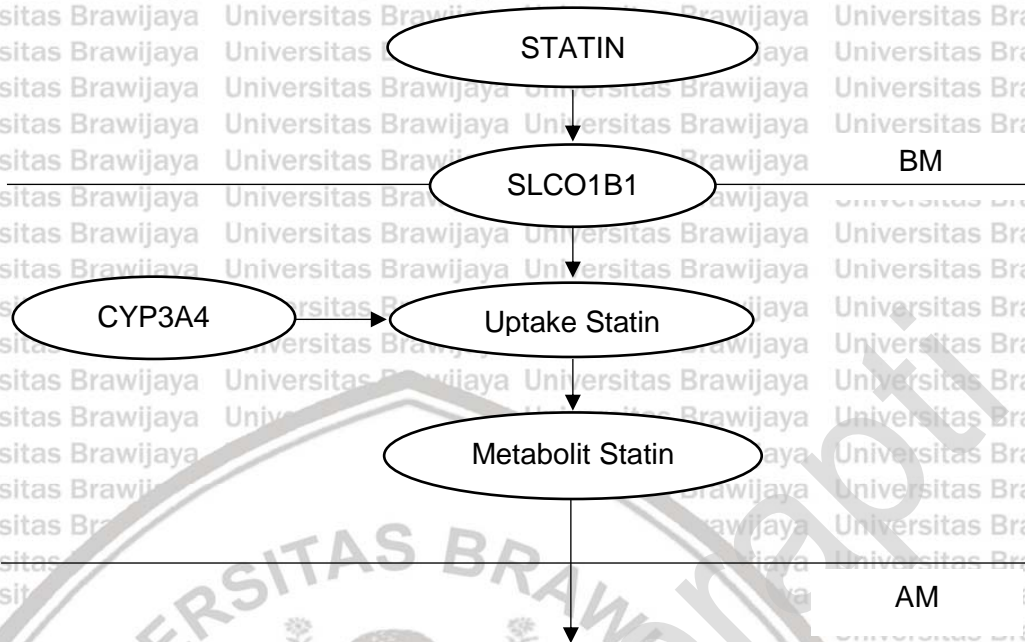 STATIN
BM
SLCO1B1
CYP3A4
Uptake Statin
Metabolit Statin
AM